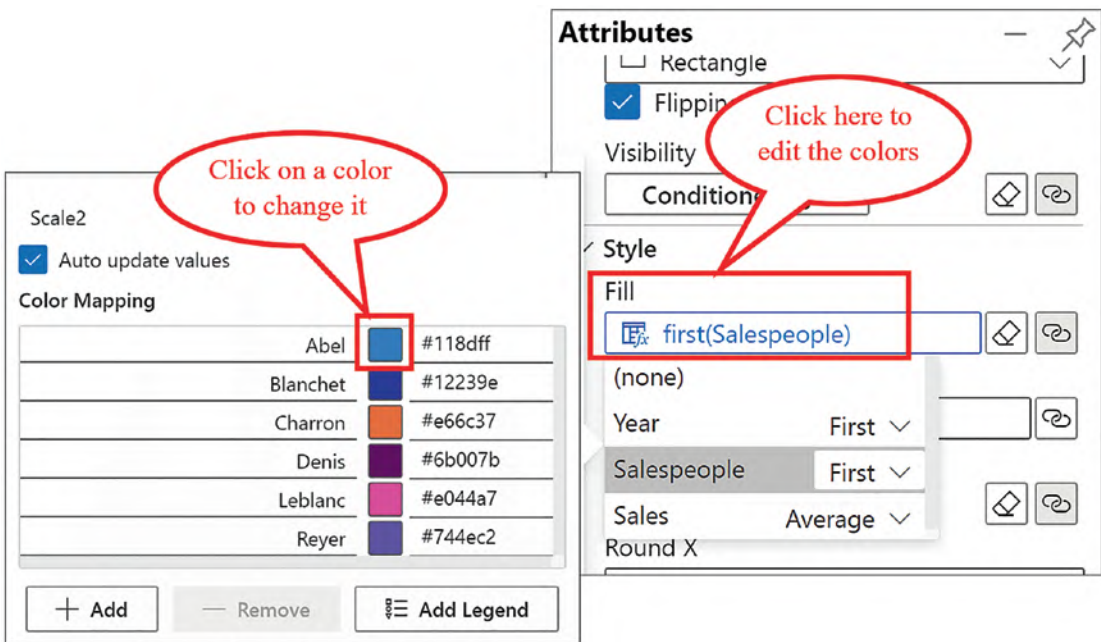 Attributes
Rectangle
Click here to
edit the colors
Visibility
Style
Fill
first(Salespeople)
(none)
Year First
Salespeople First
Sales Average
Round X
Click on a color
to change it
Scale2
Auto update values
Color Mapping
Abel #118dff
Blanchet #12239e
Charron #e66c37
Denis #6b007b
Leblanc #e044a7
Reyer #744ec2
Add
Remove
Add Legend